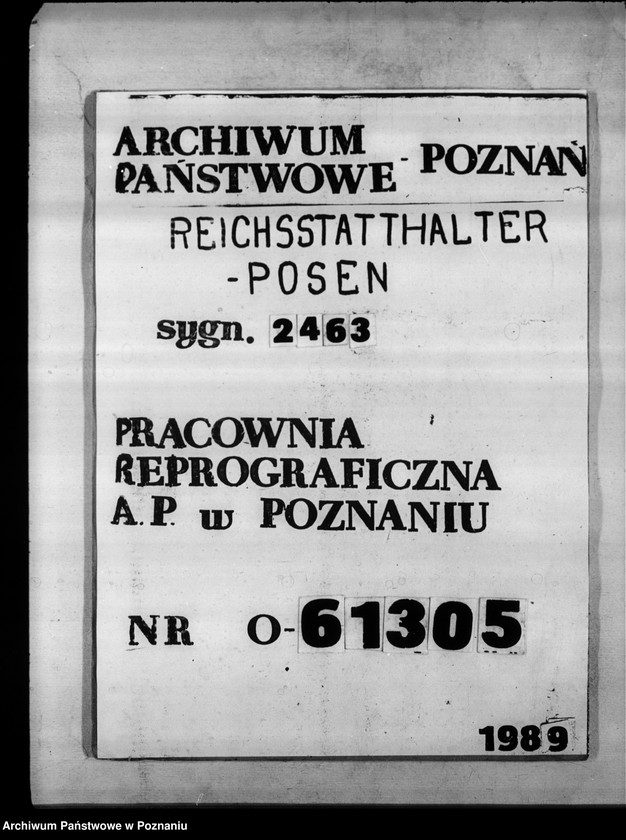 ARCHIWUM
PAŃSTWOWE - POZNAŃ
REICHSSTATTHALTER
-POSEN
sygn. 2463
PRACOWNIA
REPROGRAFICZNA
A.P. w POZNANIU
NR O-61305
1989
Archiwum Państwowe w Poznaniu